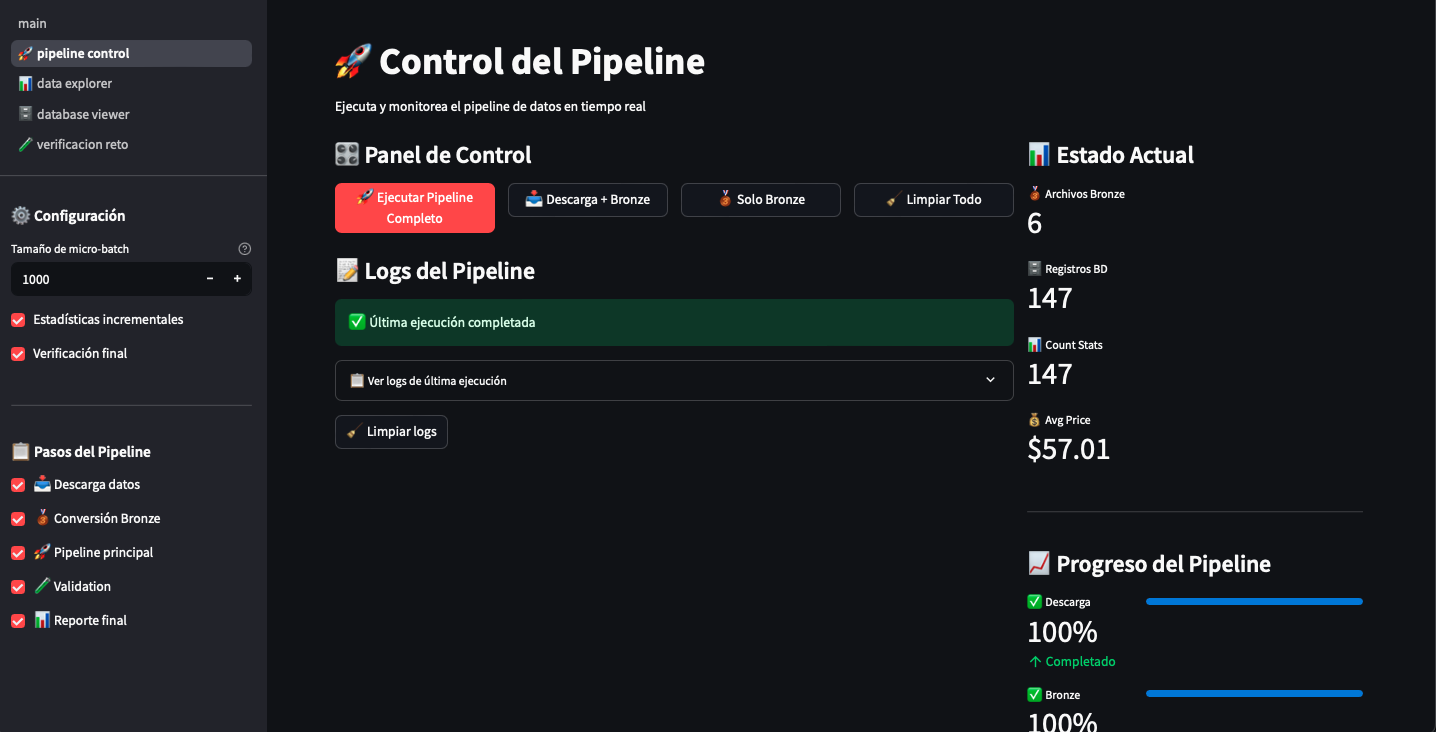 main
pipeline control
data explorer
database viewer
verificacion reto
Configuración
Tamaño de micro-batch
1000
Estadísticas incrementales
Verificación final
Pasos del Pipeline
Descarga datos
Conversión Bronze
Pipeline principal
Validation
Reporte final
Control del Pipeline
Ejecuta y monitorea el pipeline de datos en tiempo real
Panel de Control
Ejecutar Pipeline
Completo
Descarga + Bronze
Solo Bronze
Limpiar Todo
Logs del Pipeline
Última ejecución completada
Ver logs de última ejecución
Limpiar logs
Estado Actual
Archivos Bronze
6
Registros BD
147
Count Stats
147
Avg Price
$57.01
Progreso del Pipeline
Descarga
100%
↑ Completado
Bronze
100%